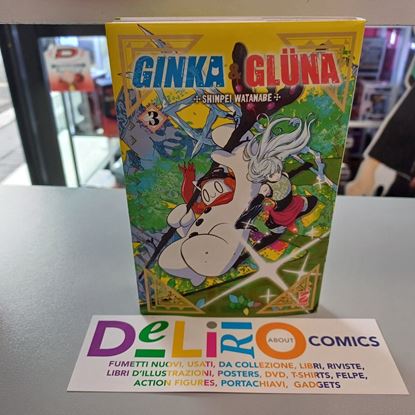 GINKA & GLÜNA
+ SHINPEI WATANABE +
3
DeLiRiO ABOUT COMICS
FUMETTI NUOVI, USATI, DA COLLEZIONE, LIBRI, RIVISTE,
LIBRI D'ILLUSTRAZIONI, POSTERS, DVD, T-SHIRTS, FELPE,
ACTION FIGURES, PORTACHIAVI, GADGETS